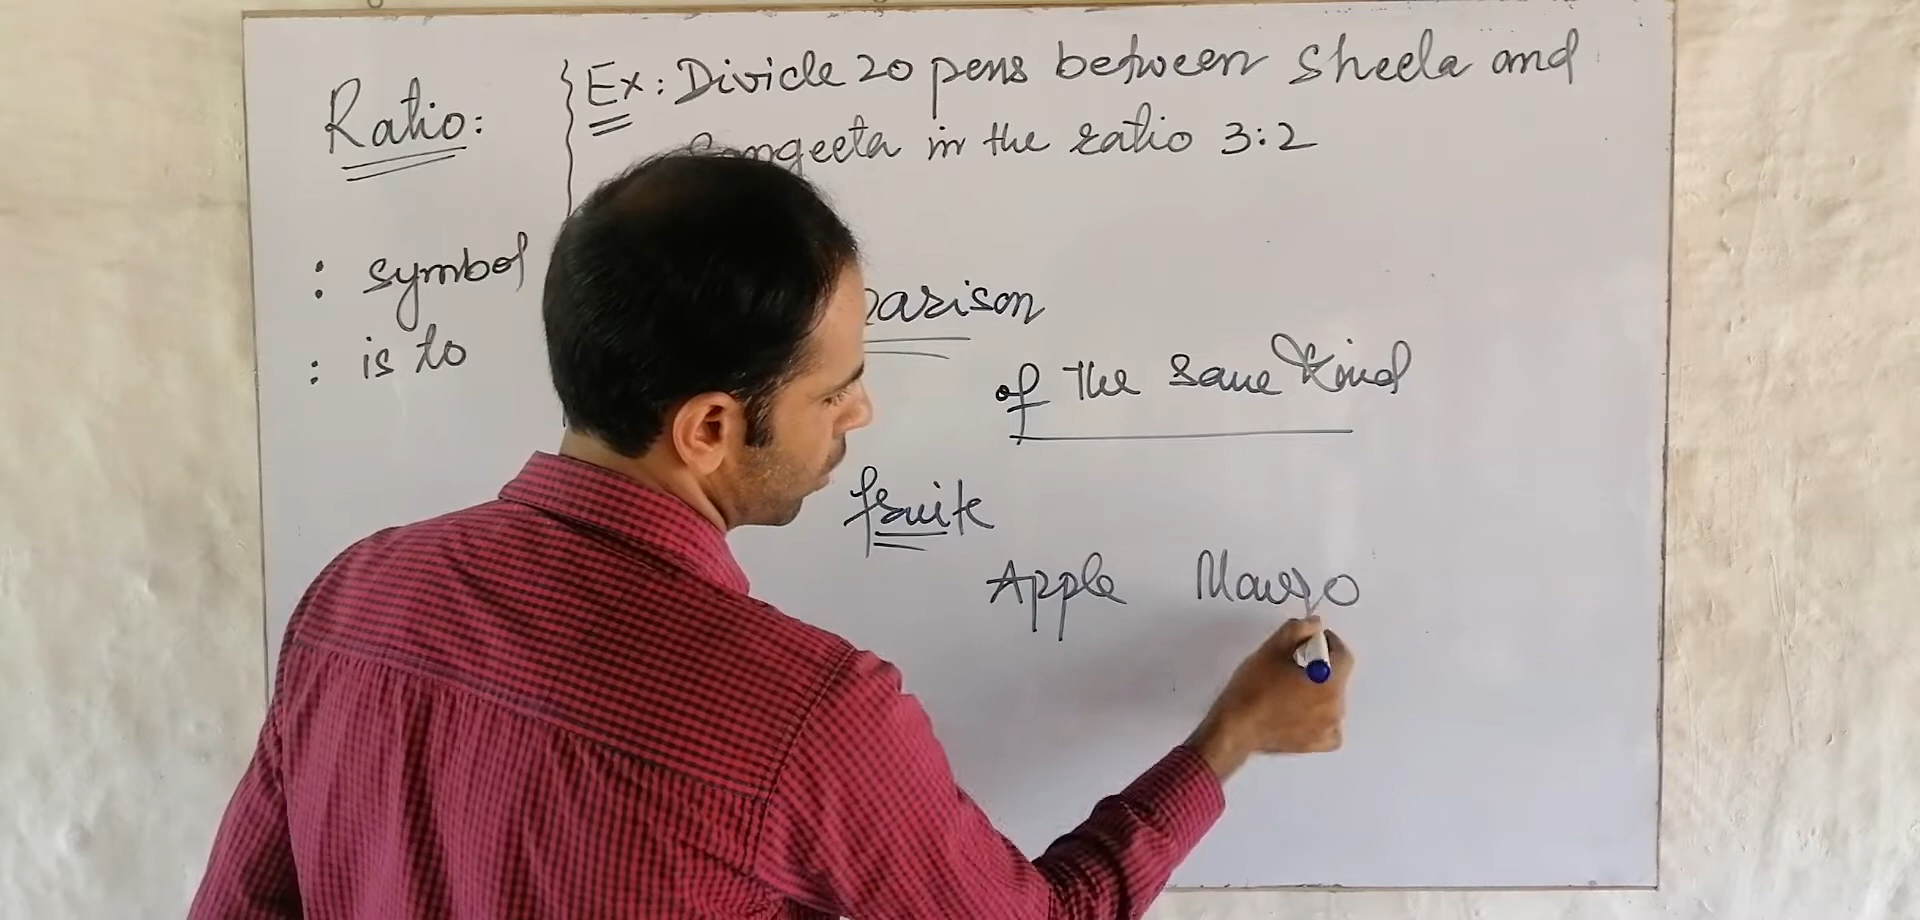 Ratio:
: symbol
: is to
Ex: Divide 20 pens between Sheela and
Sangeeta in the ratio 3:2
parison
of the same kind
fruit
Apple Mango